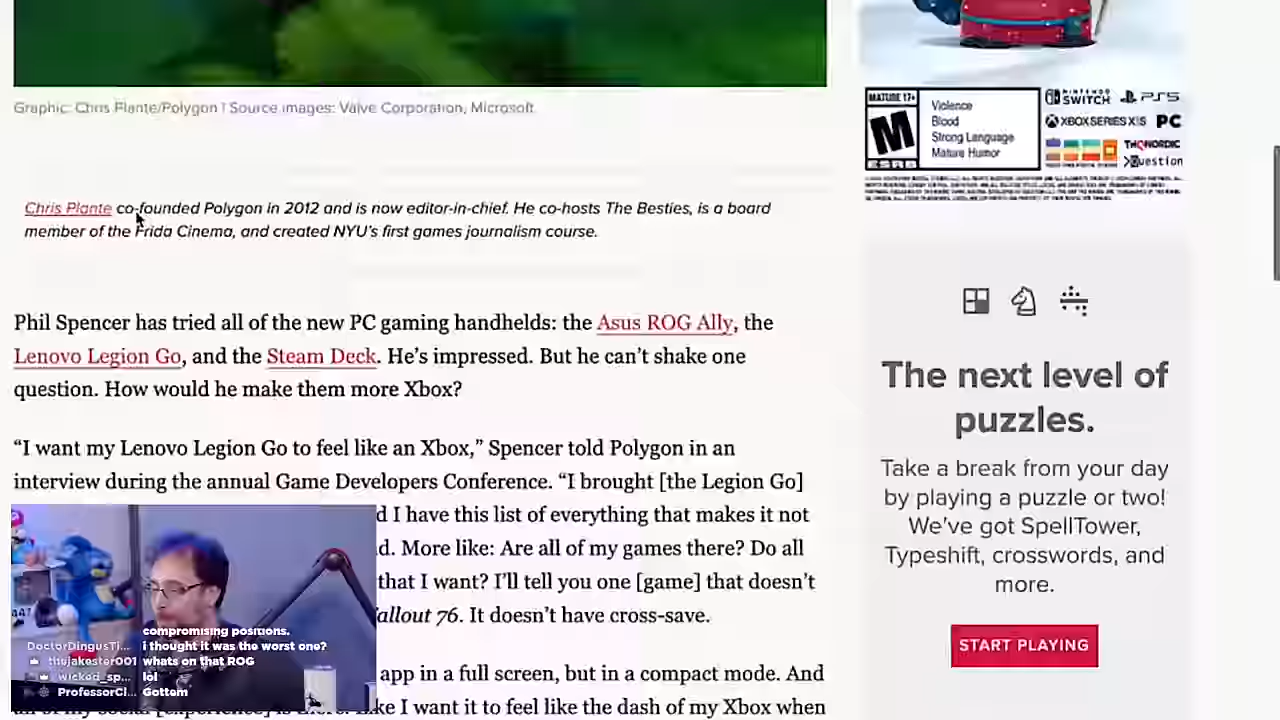 Graphic: Chris Plante/Polygon | Source images: Valve Corporation, Microsoft
Chris Plante co-founded Polygon in 2012 and is now editor-in-chief. He co-hosts The Besties, is a board
member of the Frida Cinema, and created NYU's first games journalism course.
Phil Spencer has tried all of the new PC gaming handhelds: the Asus ROG Ally, the
Lenovo Legion Go, and the Steam Deck. He's impressed. But he can't shake one
question. How would he make them more Xbox?
“I want my Lenovo Legion Go to feel like an Xbox,” Spencer told Polygon in an
interview during the annual Game Developers Conference. “I brought [the Legion Go]
d I have this list of everything that makes it not
d. More like: Are all of my games there? Do all
that I want? I'll tell you one [game] that doesn't
allout 76. It doesn't have cross-save.
app in a full screen, but in a compact mode. And
like I want it to feel like the dash of my Xbox when
compromising positions.
DoctorDingusTi... i thought it was the worst one?
thejakester001 whats on that ROG
wicked_sp... lol
ProfessorCl... Gottem
MATURE 17+
M
ESRB
Violence
Blood
Strong Language
Mature Humor
NINTENDO SWITCH PS5
XBOX SERIES X|S PC
THQNORDIC
>Question
The next level of
puzzles.
Take a break from your day
by playing a puzzle or two!
We've got SpellTower,
Typeshift, crosswords, and
more.
START PLAYING